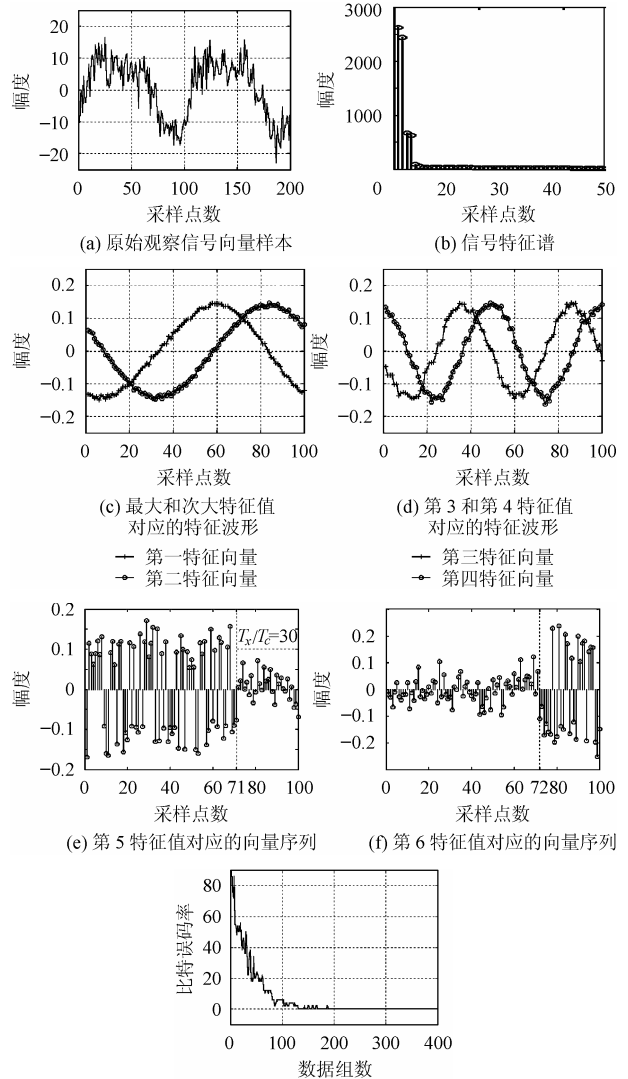 幅度
20
10
0
−10
−20
0 50 100 150 200
采样点数
(a) 原始观察信号向量样本
幅度
3000
2000
1000
0
20 30 40 50
采样点数
(b) 信号特征谱
幅度
0.2
0.1
0
−0.1
−0.2
0 20 40 60 80 100
采样点数
(c) 最大和次大特征值
对应的特征波形
第一特征向量
第二特征向量
幅度
0.2
0.1
0
−0.1
−0.2
0 20 40 60 80 100
采样点数
(d) 第 3 和第 4 特征值
对应的特征波形
第三特征向量
第四特征向量
幅度
0.2
0.1
0
−0.1
−0.2
Tx/Tc=30
0 20 40 60 71 80 100
采样点数
(e) 第 5 特征值对应的向量序列
幅度
0.2
0.1
0
−0.1
−0.2
0 20 40 60 72 80 100
采样点数
(f) 第 6 特征值对应的向量序列
比特误码率
80
60
40
20
0
0 100 200 300 400
数据组数